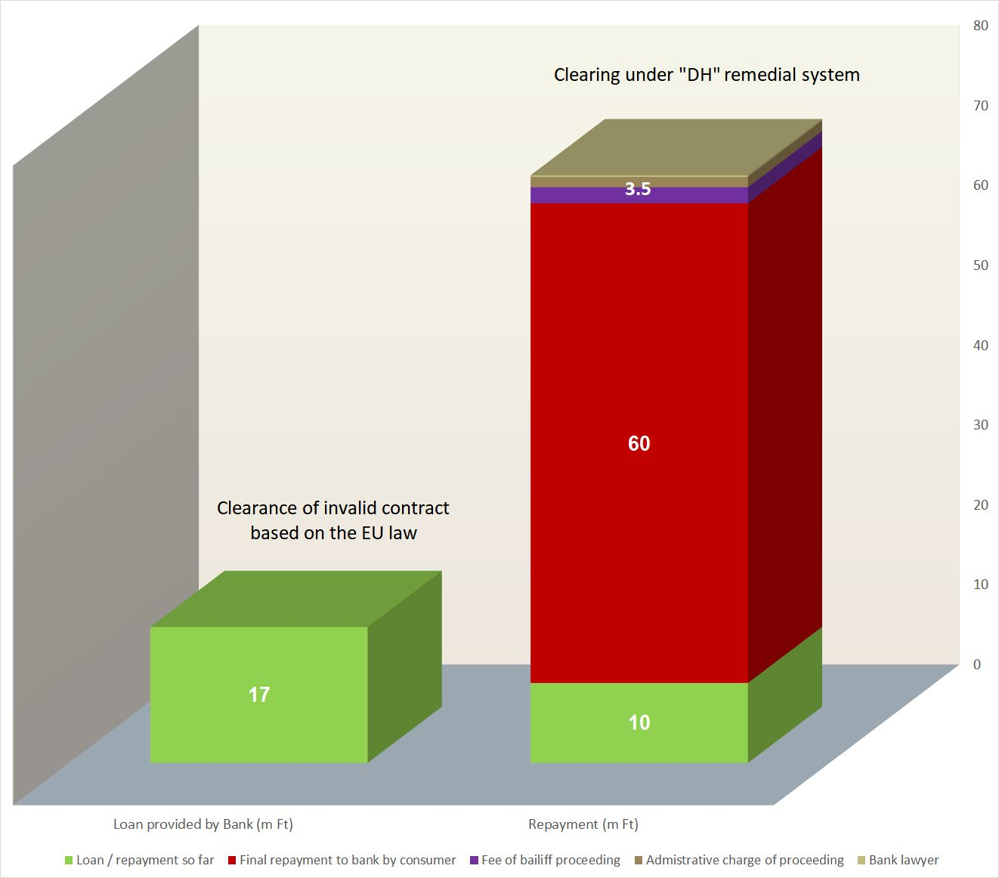 80
Clearing under "DH" remedial system
70
60
3.5
50
40
60
30
Clearance of invalid contract
based on the EU law
20
10
0
17
10
Loan provided by Bank (m Ft)
Repayment (m Ft)
Loan / repayment so far
Final repayment to bank by consumer
Fee of bailiff proceeding
Admistrative charge of proceeding
Bank lawyer